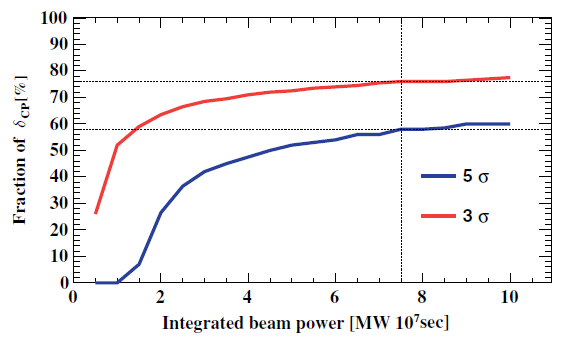 Fraction of δCP[%]
100
90
80
70
60
50
40
30
20
10
0
5 σ
3 σ
0 2 4 6 8 10
Integrated beam power [MW 10⁷sec]